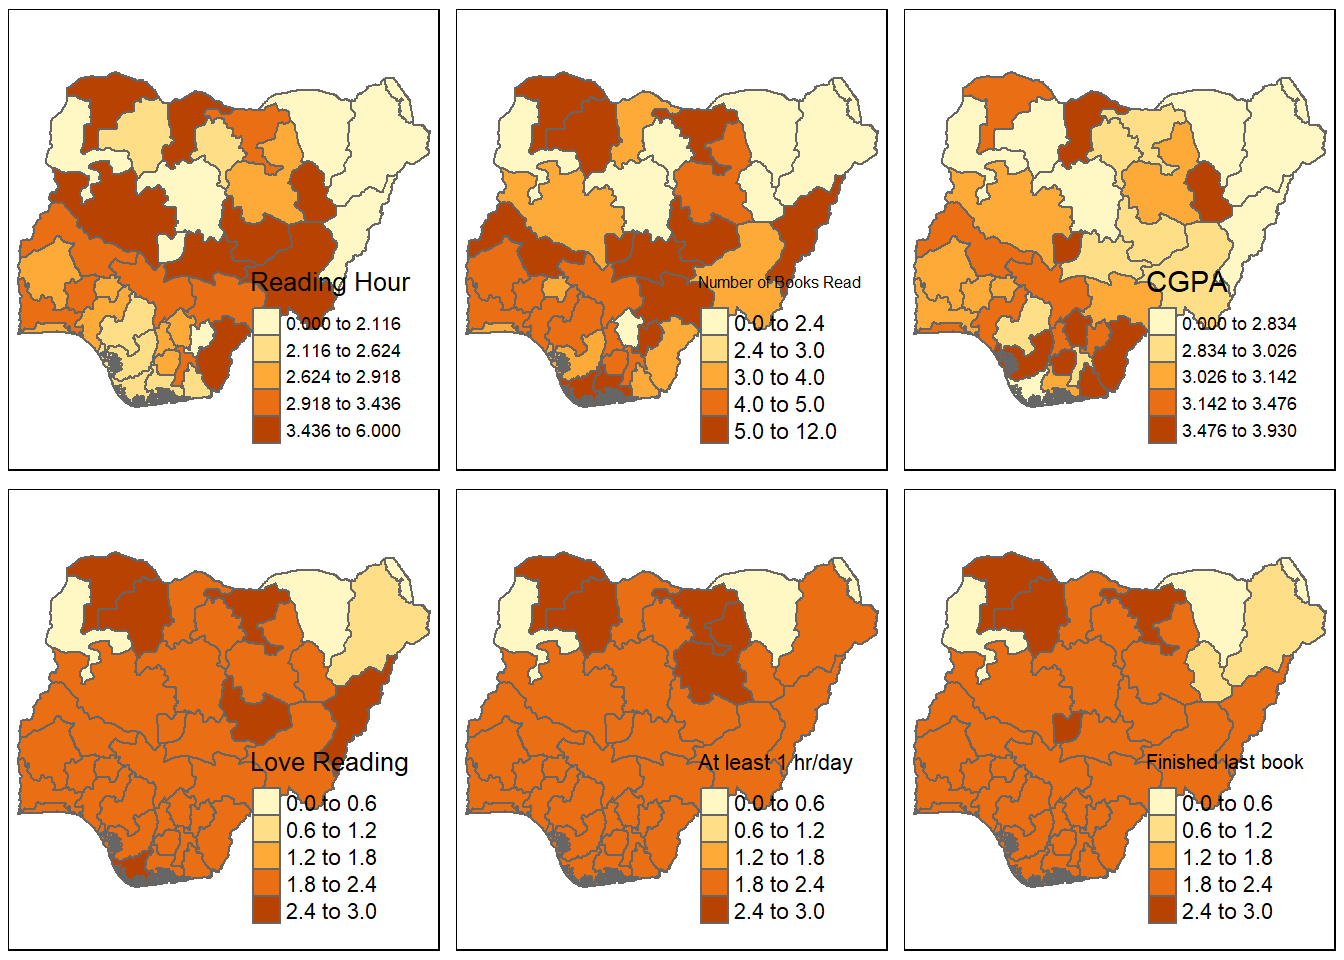 Reading Hour
0.000 to 2.116
2.116 to 2.624
2.624 to 2.918
2.918 to 3.436
3.436 to 6.000
Number of Books Read
0.0 to 2.4
2.4 to 3.0
3.0 to 4.0
4.0 to 5.0
5.0 to 12.0
CGPA
0.000 to 2.834
2.834 to 3.026
3.026 to 3.142
3.142 to 3.476
3.476 to 3.930
Love Reading
0.0 to 0.6
0.6 to 1.2
1.2 to 1.8
1.8 to 2.4
2.4 to 3.0
At least 1 hr/day
0.0 to 0.6
0.6 to 1.2
1.2 to 1.8
1.8 to 2.4
2.4 to 3.0
Finished last book
0.0 to 0.6
0.6 to 1.2
1.2 to 1.8
1.8 to 2.4
2.4 to 3.0